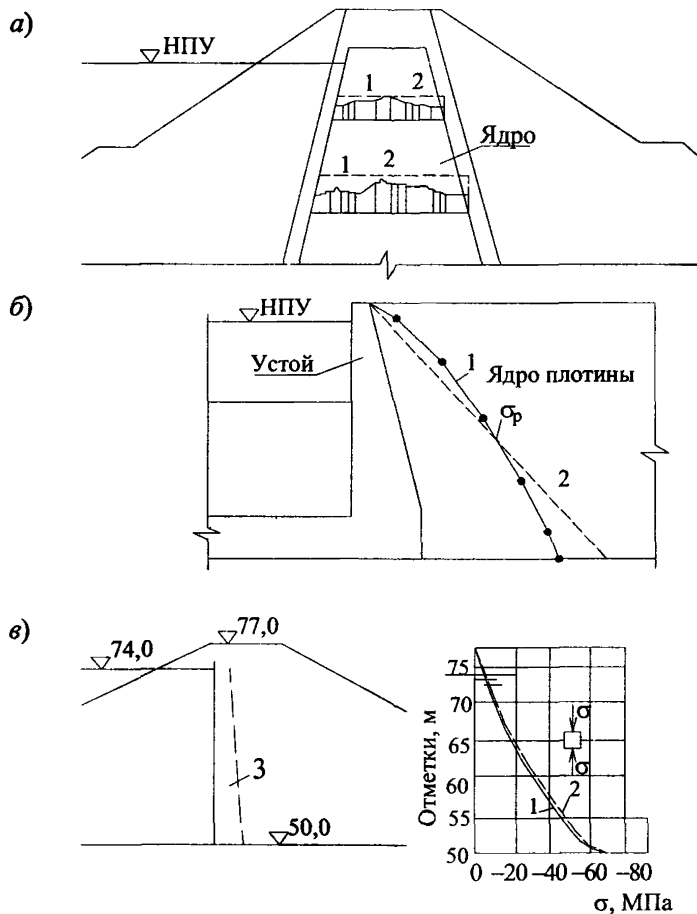 а)
НПУ
1 2
Ядро
1 2
б)
НПУ
Устой
1
Ядро плотины
σр
2
в)
74,0
77,0
3
50,0
Отметки, м
75
70
65
60
55
50
σ
σ
1 2
0 –20 –40 –60 –80
σ, МПа